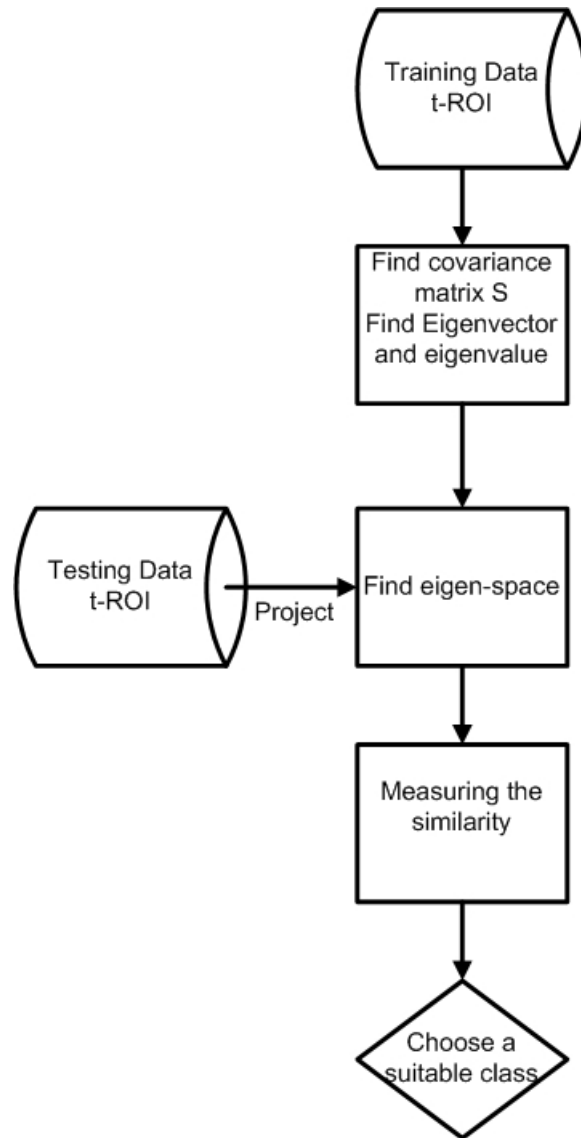 Training Data
t-ROI
Find covariance
matrix S
Find Eigenvector
and eigenvalue
Testing Data
t-ROI
Project
Find eigen-space
Measuring the
similarity
Choose a
suitable class